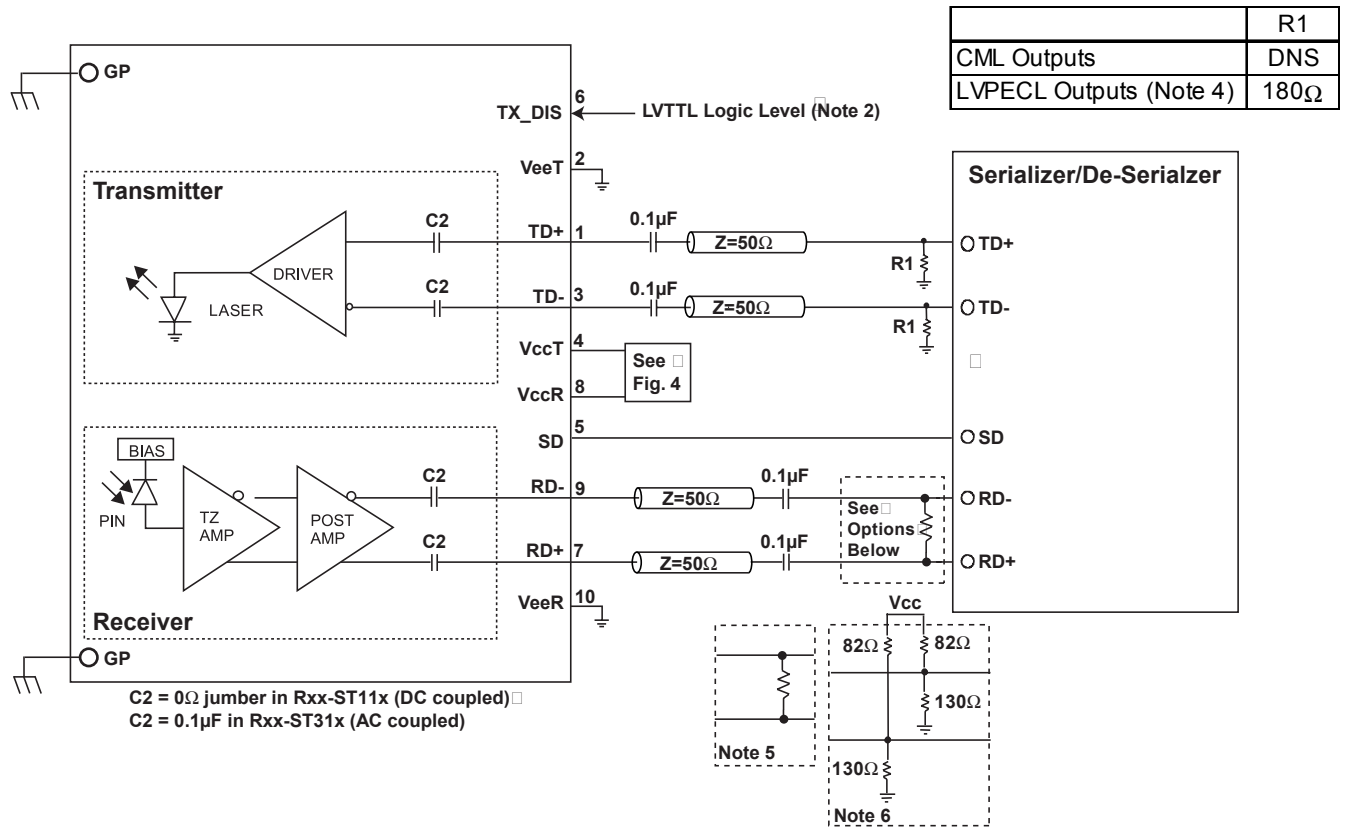 R1
CML Outputs DNS
LVPECL Outputs (Note 4) 180Ω
GP
TX_DIS 6
LVTTL Logic Level (Note 2)
VeeT 2
Transmitter
C2
TD+ 1
0.1µF
Z=50Ω
R1
DRIVER
LASER
C2
TD- 3
0.1µF
Z=50Ω
R1
VccT 4
VccR 8
See
Fig. 4
Serializer/De-Serialzer
TD+
TD-
SD
RD-
RD+
SD 5
BIAS
PIN
TZ
AMP
POST
AMP
C2
RD- 9
Z=50Ω
0.1µF
C2
RD+ 7
Z=50Ω
0.1µF
See
Options
Below
VeeR 10
Receiver
GP
C2 = 0Ω jumber in Rxx-ST11x (DC coupled)
C2 = 0.1µF in Rxx-ST31x (AC coupled)
Note 5
Vcc
82Ω
82Ω
130Ω
130Ω
Note 6